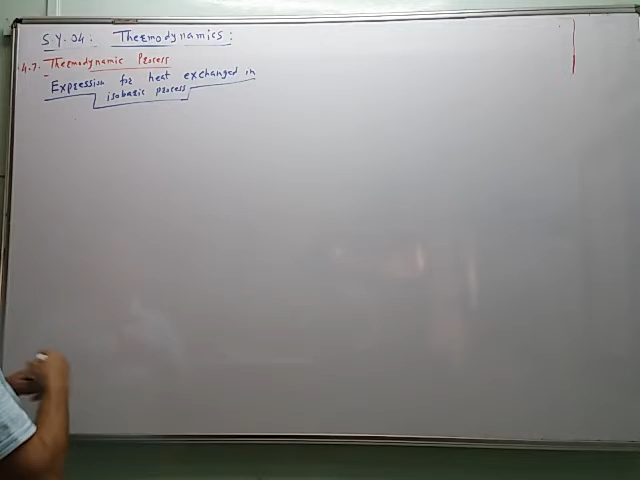 S.Y. 04: Thermodynamics:
4.7. Thermodynamic Process
Expression for heat exchanged in
isobaric process